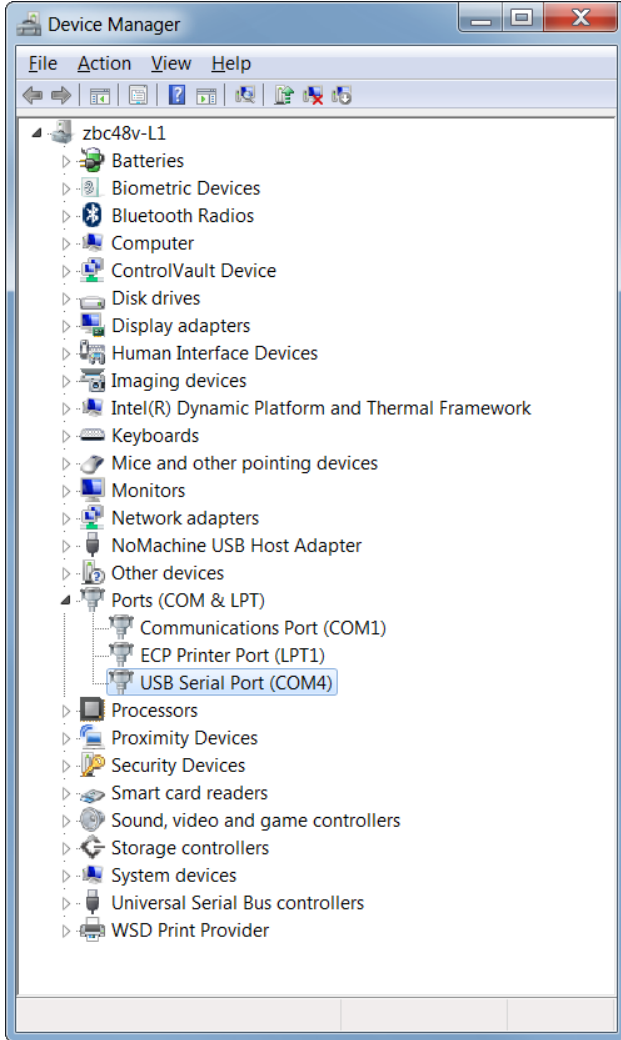 Device Manager
File Action View Help
zbc48v-L1
Batteries
Biometric Devices
Bluetooth Radios
Computer
ControlVault Device
Disk drives
Display adapters
Human Interface Devices
Imaging devices
Intel(R) Dynamic Platform and Thermal Framework
Keyboards
Mice and other pointing devices
Monitors
Network adapters
NoMachine USB Host Adapter
Other devices
Ports (COM & LPT)
Communications Port (COM1)
ECP Printer Port (LPT1)
USB Serial Port (COM4)
Processors
Proximity Devices
Security Devices
Smart card readers
Sound, video and game controllers
Storage controllers
System devices
Universal Serial Bus controllers
WSD Print Provider